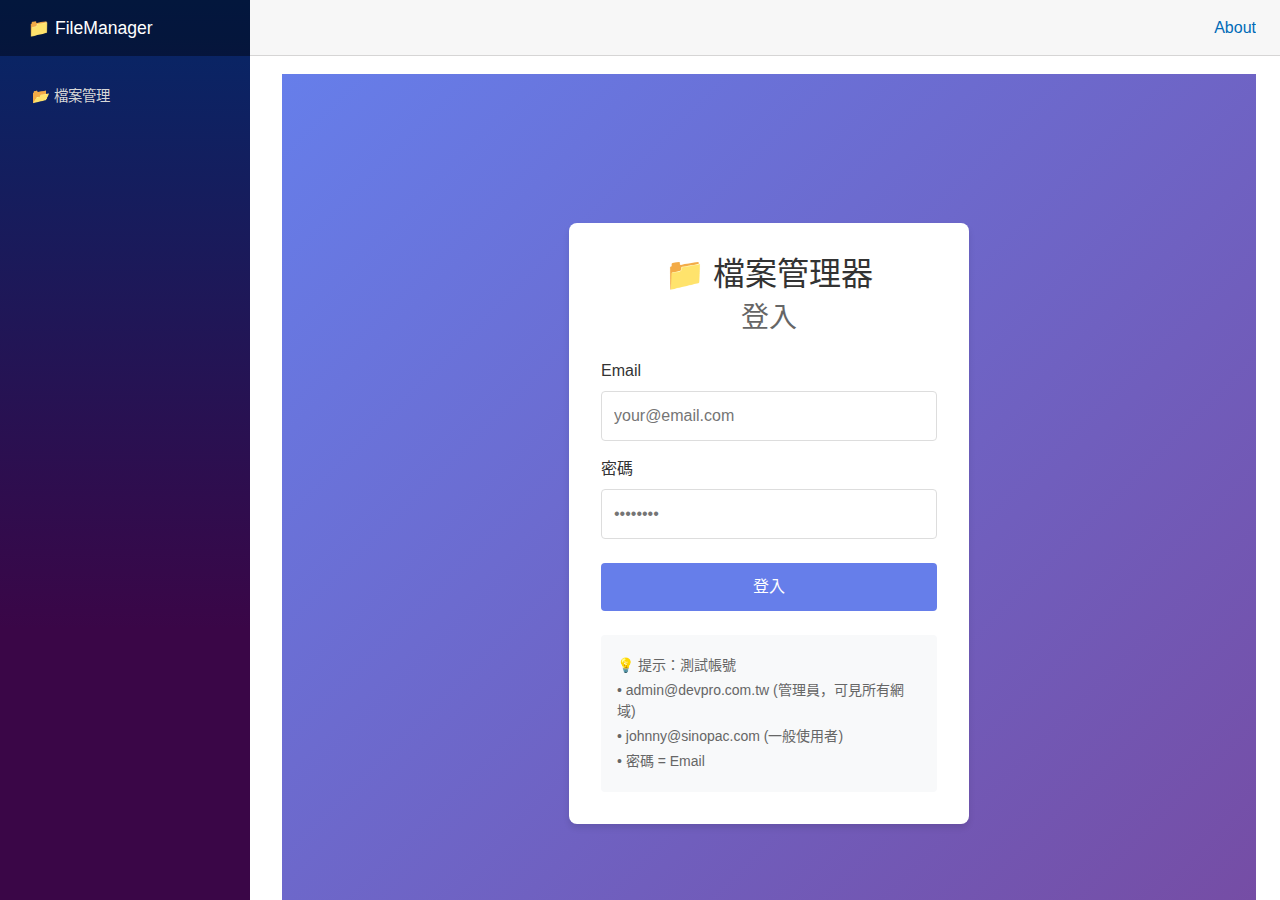 📁 FileManager
About
📂 檔案管理
📁 檔案管理器
登入
Email
your@email.com
密碼
••••••••
登入
💡 提示：測試帳號
• admin@devpro.com.tw (管理員，可見所有網
域)
• johnny@sinopac.com (一般使用者)
• 密碼 = Email